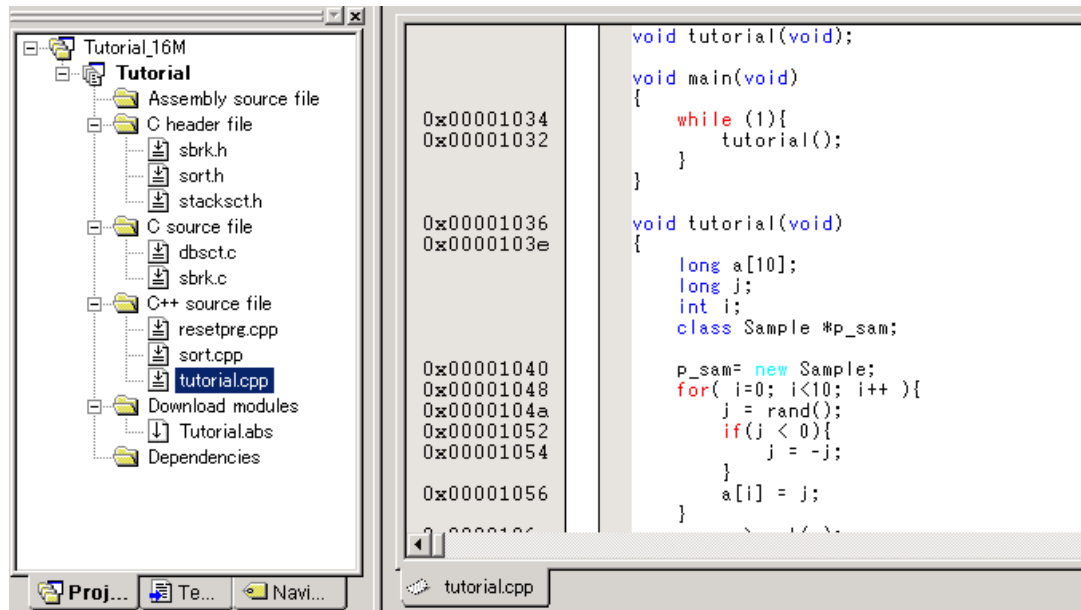 Tutorial_16M
Tutorial
Assembly source file
C header file
sbrk.h
sort.h
stacksct.h
C source file
dbsct.c
sbrk.c
C++ source file
resetprg.cpp
sort.cpp
tutorial.cpp
Download modules
Tutorial.abs
Dependencies
Proj...
Te...
Navi...
void tutorial(void);
void main(void)
{
0x00001034 while (1){
0x00001032 tutorial();
}
}
0x00001036 void tutorial(void)
0x0000103e {
long a[10];
long j;
int i;
class Sample *p_sam;
0x00001040 p_sam= new Sample;
0x00001048 for( i=0; i<10; i++ ){
0x0000104a j = rand();
0x00001052 if(j < 0){
0x00001054 j = -j;
}
0x00001056 a[i] = j;
}
tutorial.cpp